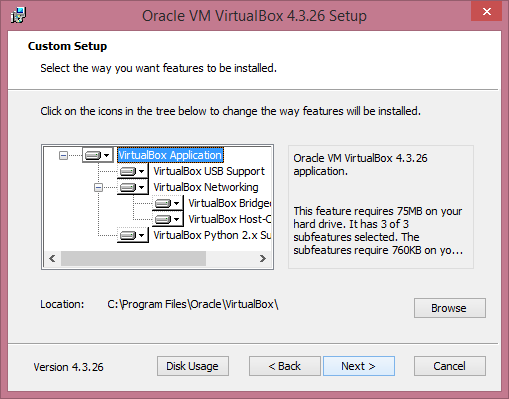 Oracle VM VirtualBox 4.3.26 Setup
Custom Setup
Select the way you want features to be installed.
Click on the icons in the tree below to change the way features will be installed.
VirtualBox Application
VirtualBox USB Support
VirtualBox Networking
VirtualBox Bridge
VirtualBox Host-C
VirtualBox Python 2.x Su
Oracle VM VirtualBox 4.3.26
application.
This feature requires 75MB on your
hard drive. It has 3 of 3
subfeatures selected. The
subfeatures require 760KB on yo...
Location: C:\Program Files\Oracle\VirtualBox\
Browse
Version 4.3.26
Disk Usage
< Back
Next >
Cancel